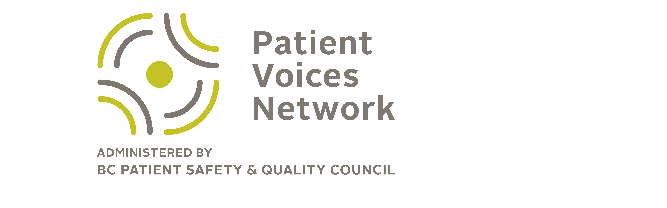 Patient
Voices
Network
ADMINISTERED BY
BC PATIENT SAFETY & QUALITY COUNCIL